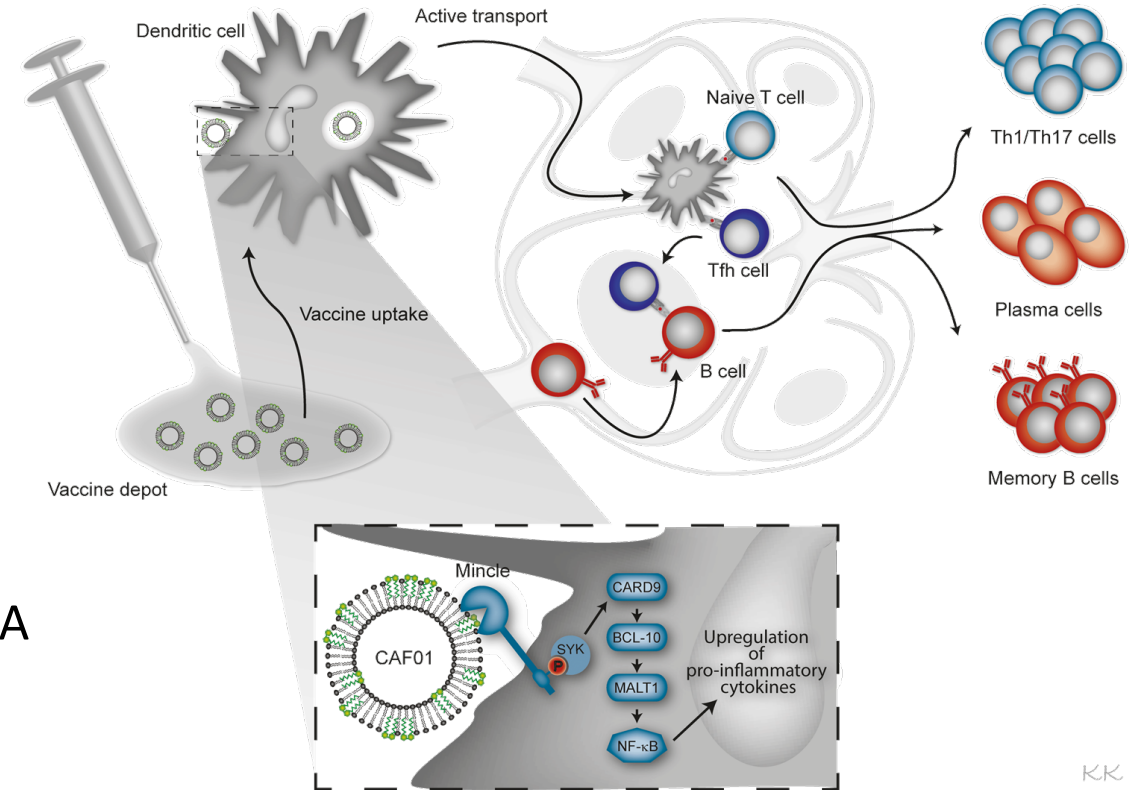 Active transport
Dendritic cell
Naive T cell
Th1/Th17 cells
Tfh cell
Vaccine uptake
Plasma cells
B cell
Memory B cells
Vaccine depot
A
Mincle
CAF01
SYK
P
CARD9
BCL-10
MALT1
NF-κB
Upregulation
of
pro-inflammatory
cytokines
KK